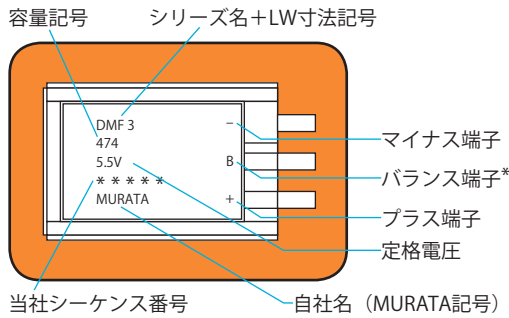 容量記号
シリーズ名＋LW寸法記号
DMF 3
474
5.5V
＊＊＊＊＊
MURATA
−
B
+
マイナス端子
バランス端子*
プラス端子
定格電圧
当社シーケンス番号
自社名（MURATA記号）